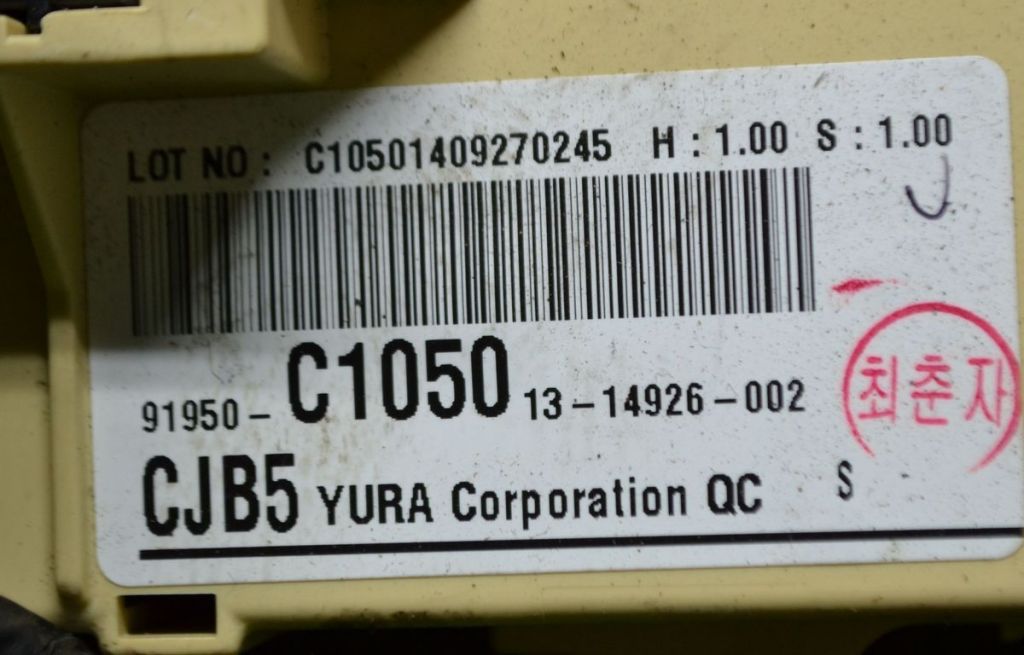 LOT NO : C10501409270245 H : 1.00 S : 1.00
91950 - C1050 13-14926-002
최춘자
CJB5 YURA Corporation QC S